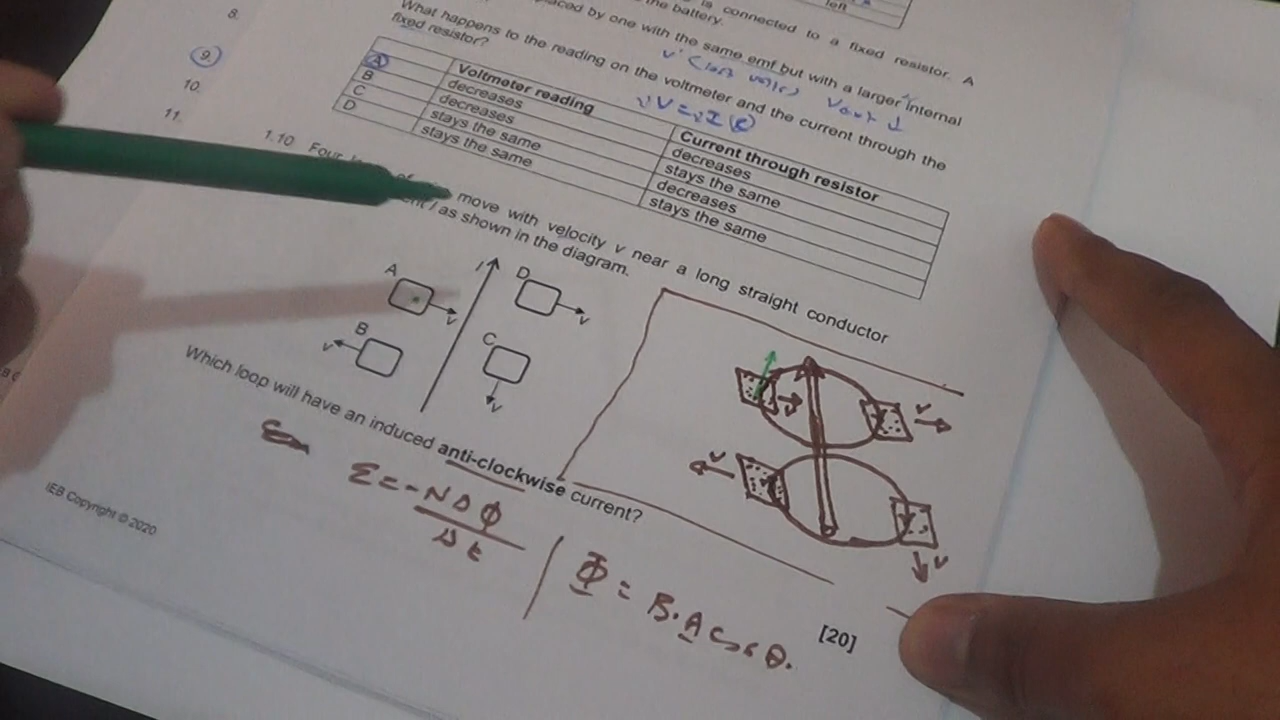 left
is connected to a fixed resistor. A
the battery.
placed by one with the same emf but with a larger internal
8.
What happens to the reading on the voltmeter and the current through the
fixed resistor?
9.
10.
11.
Voltmeter reading Current through resistor
A decreases decreases
B decreases stays the same
C stays the same decreases
D stays the same stays the same
V = I R
1.10 Four move with velocity v near a long straight conductor
I as shown in the diagram.
A v
B v
I
D v
C v
v
v
v
v
Which loop will have an induced anti-clockwise current?
Ɛ = -NΔΦ
Δt
Φ = B.A Cos θ.
[20]
IEB Copyright © 2020